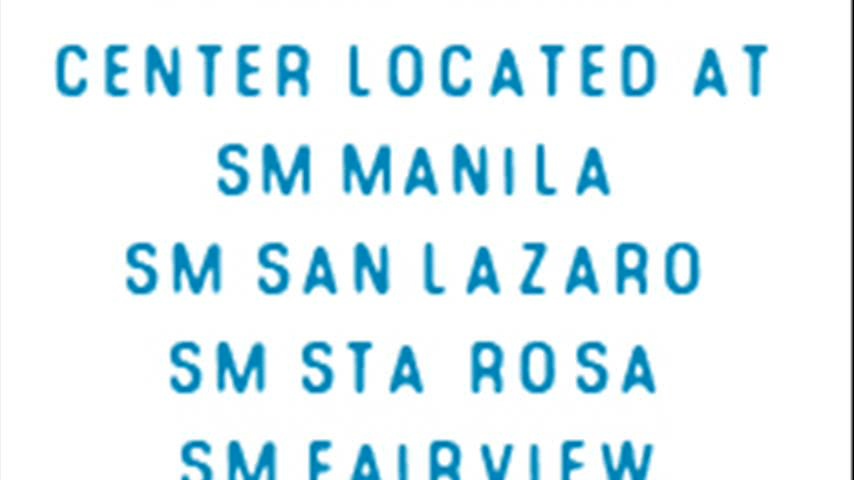 CENTER LOCATED AT
SM MANILA
SM SAN LAZARO
SM STA ROSA
SM FAIRVIEW